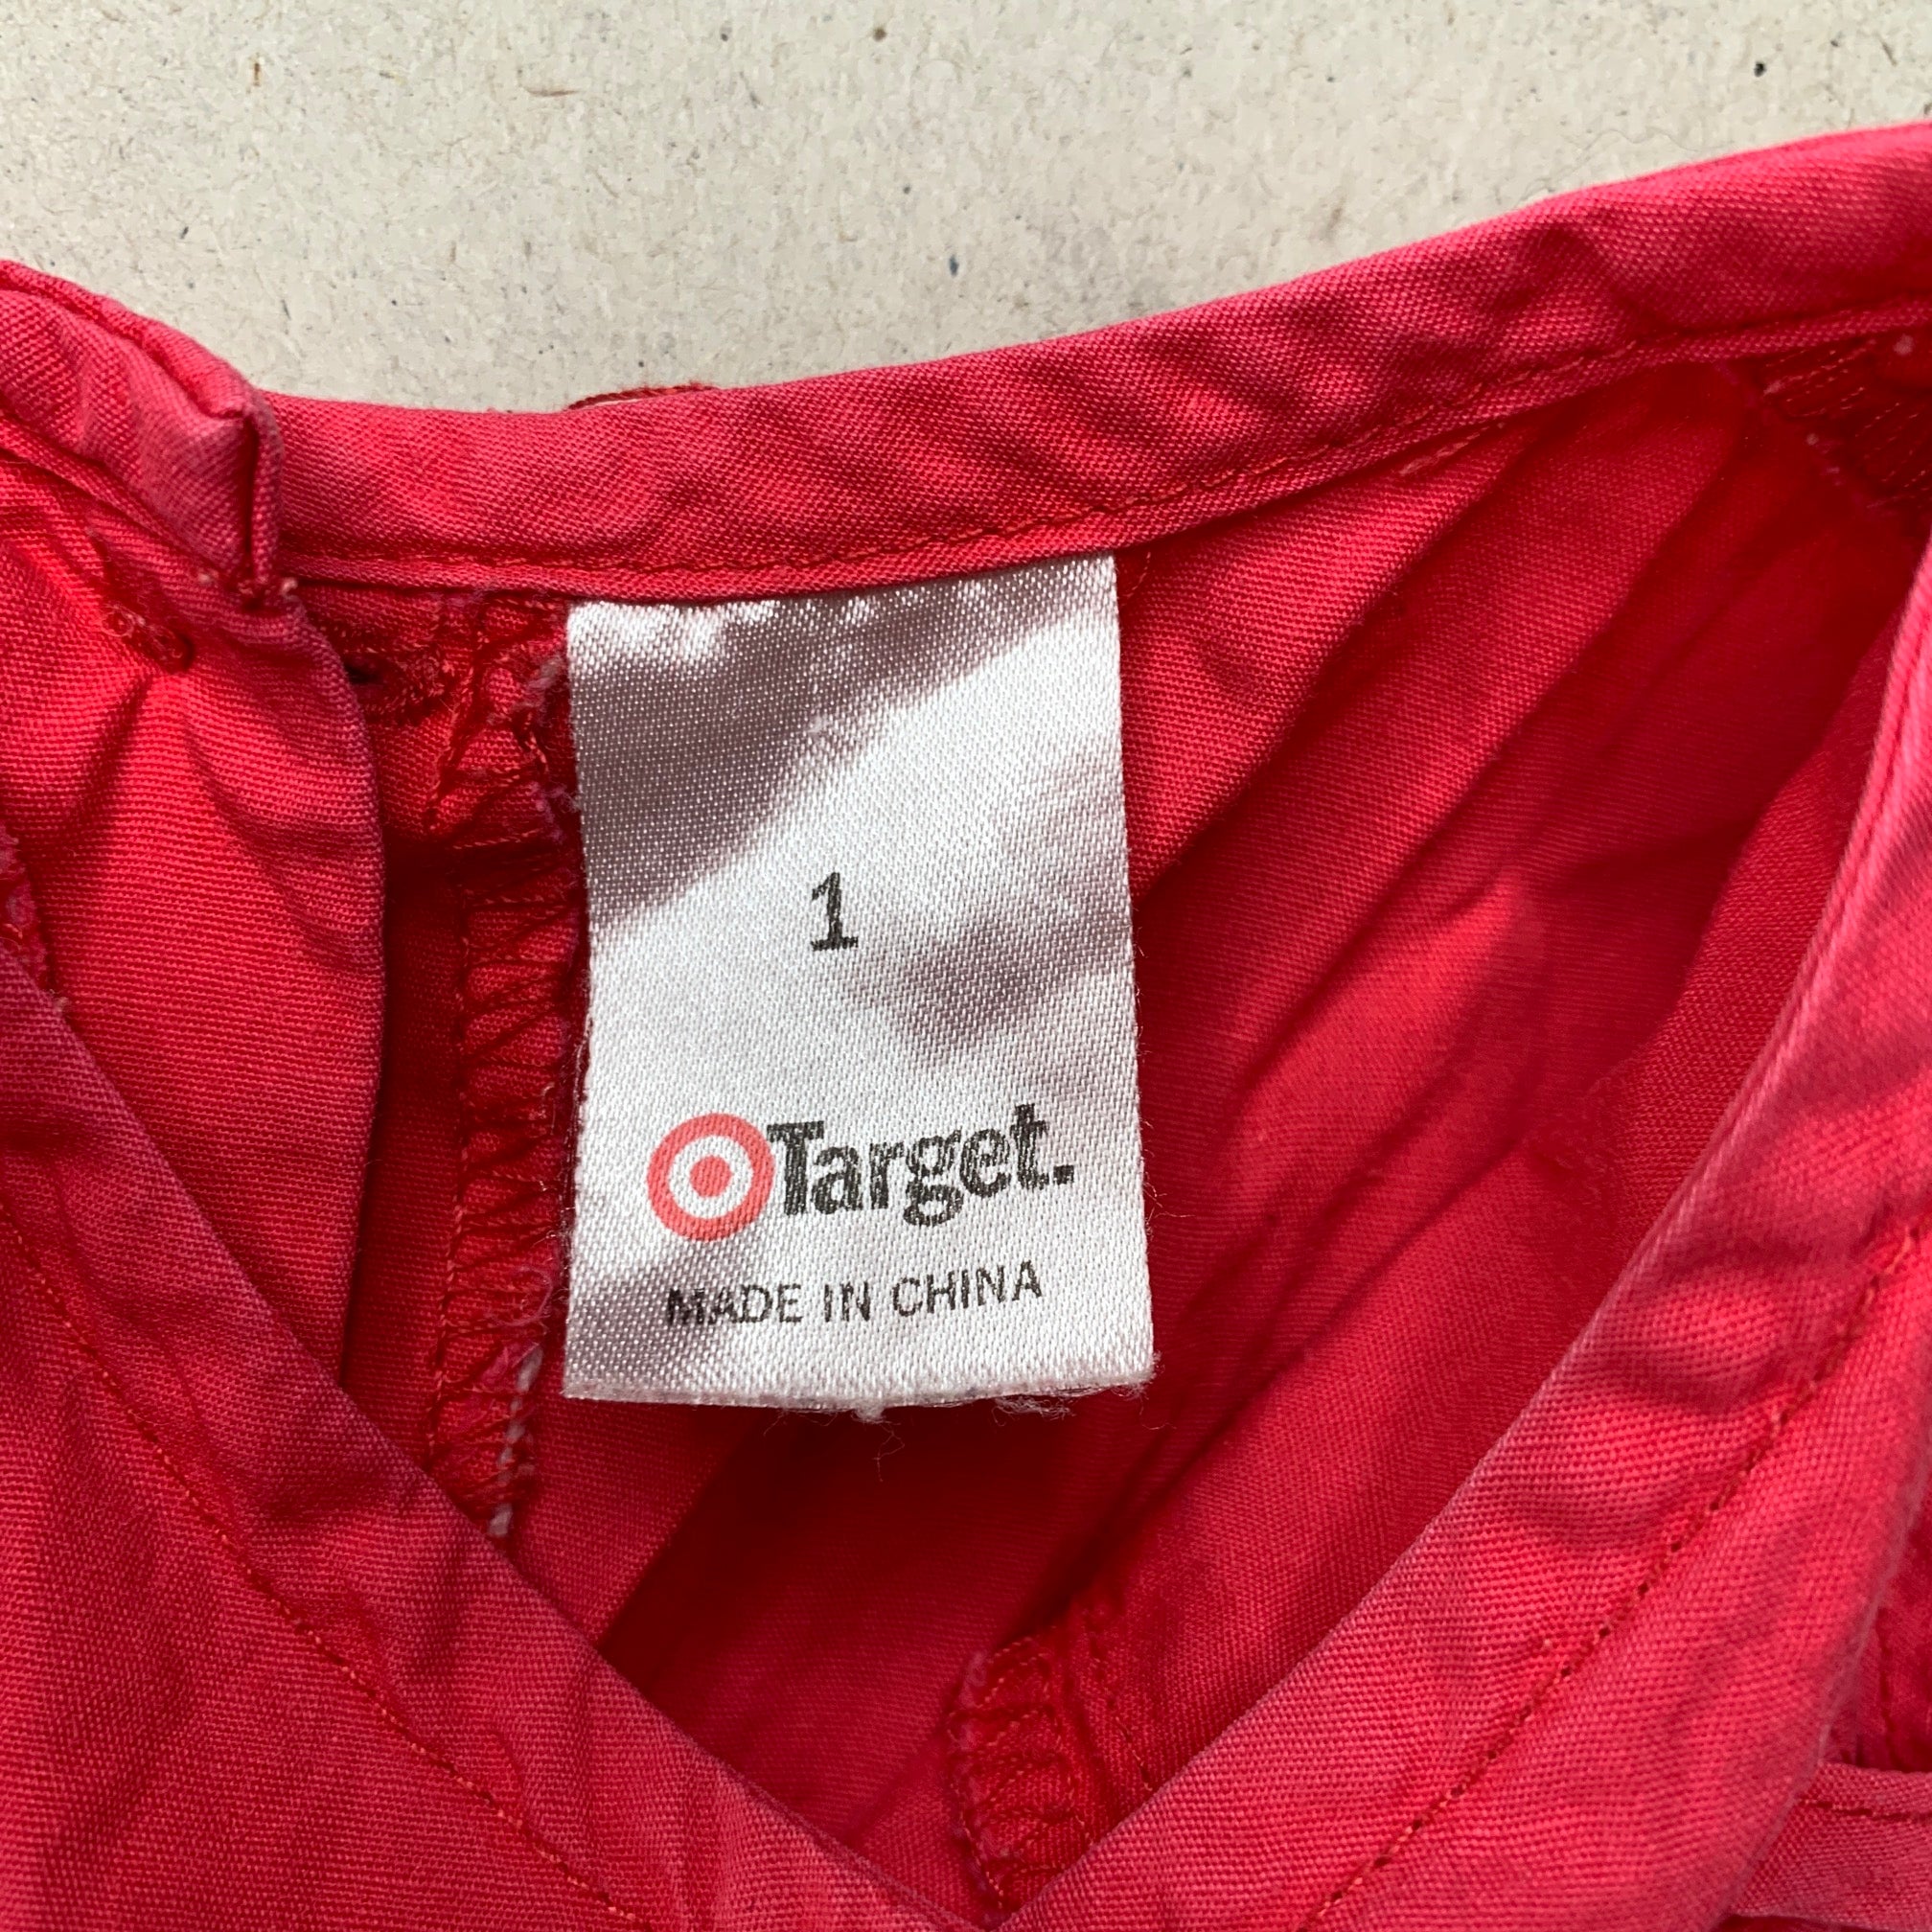 1
Target.
MADE IN CHINA